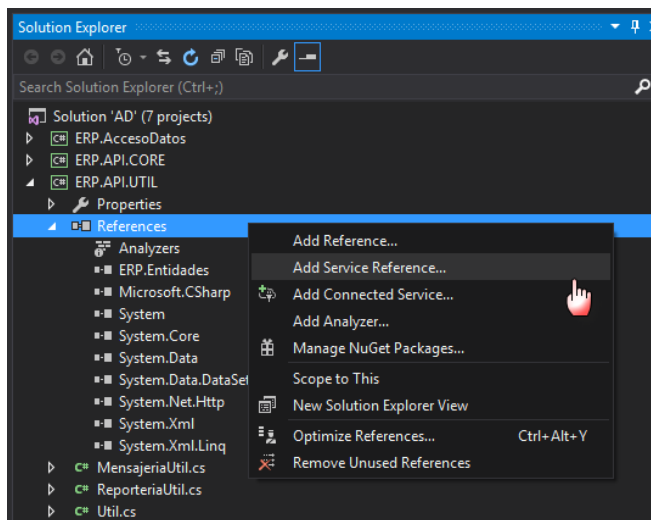 Solution Explorer
Search Solution Explorer (Ctrl+;)
Solution 'AD' (7 projects)
C# ERP.AccesoDatos
C# ERP.API.CORE
C# ERP.API.UTIL
Properties
References
Analyzers
ERP.Entidades
Microsoft.CSharp
System
System.Core
System.Data
System.Data.DataSet
System.Net.Http
System.Xml
System.Xml.Linq
C# MensajeriaUtil.cs
C# ReporteriaUtil.cs
C# Util.cs
Add Reference...
Add Service Reference...
Add Connected Service...
Add Analyzer...
Manage NuGet Packages...
Scope to This
New Solution Explorer View
Optimize References... Ctrl+Alt+Y
Remove Unused References